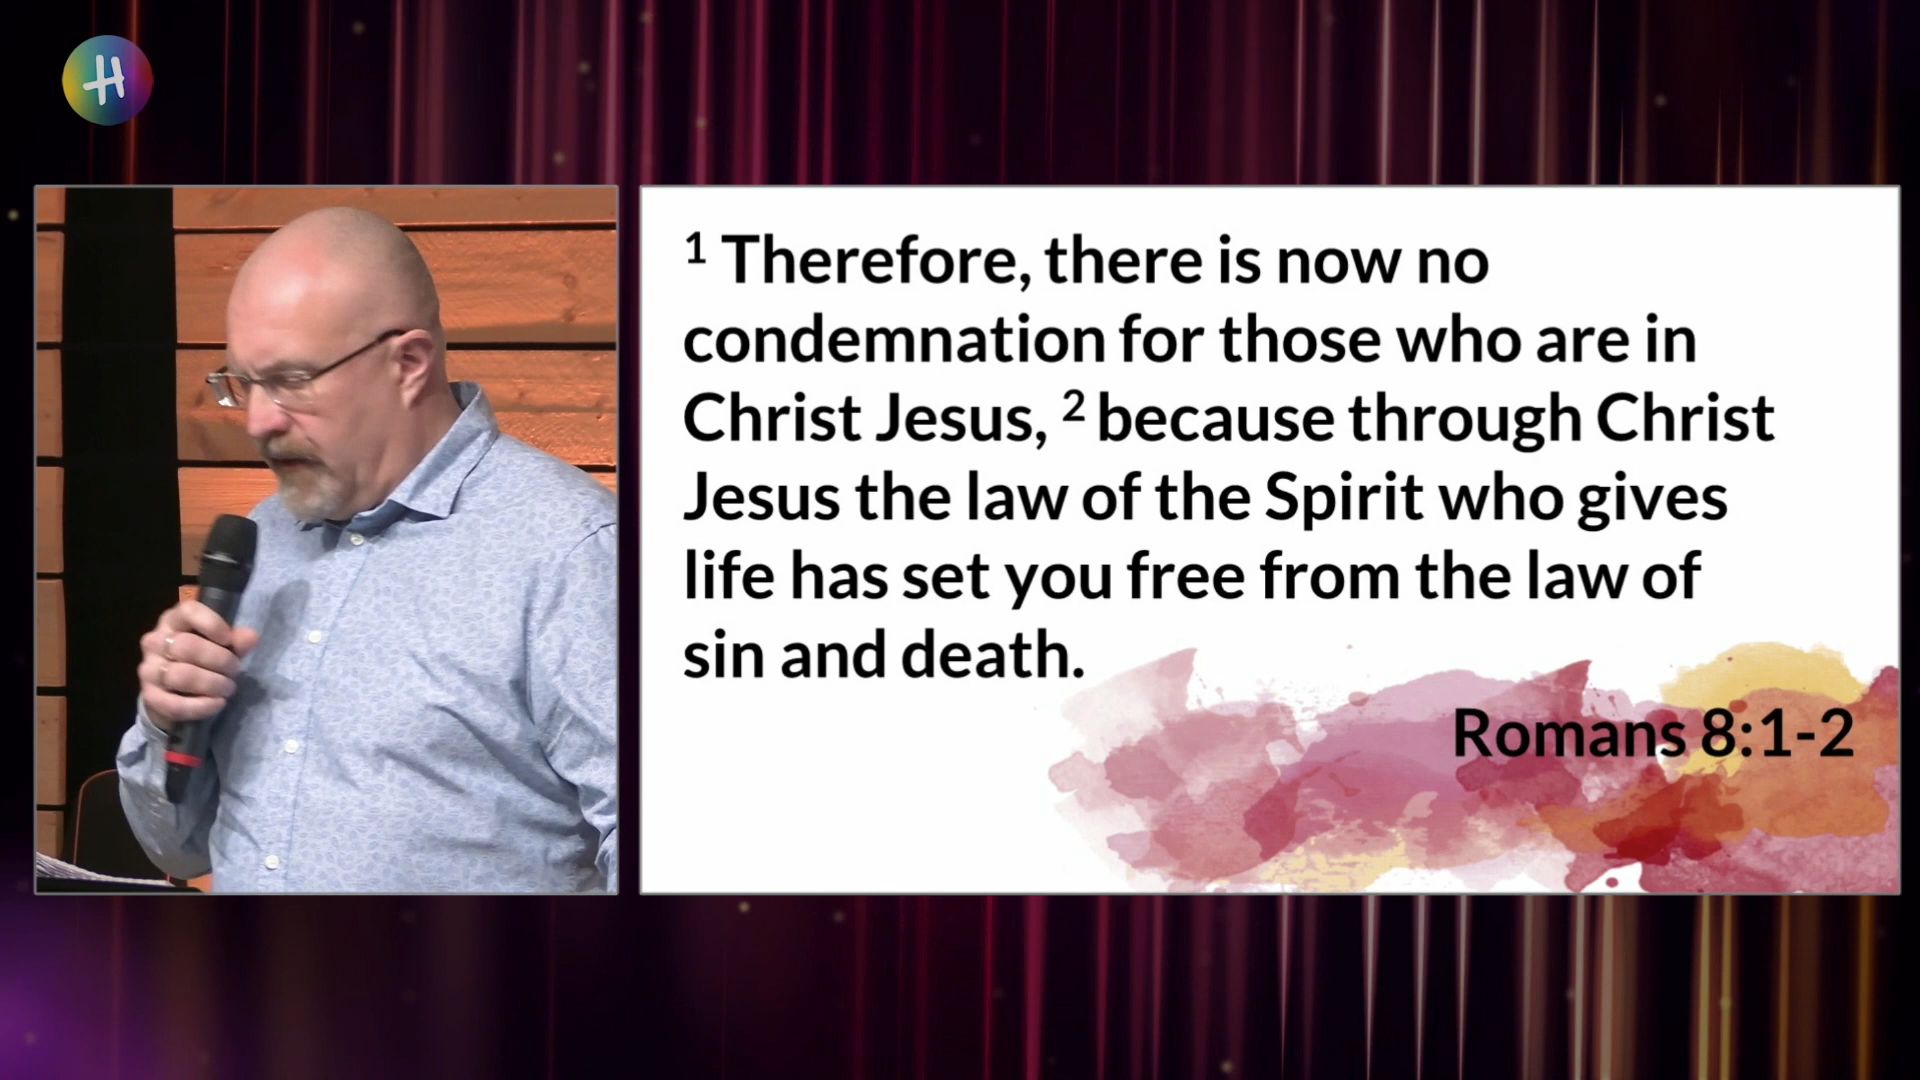 H
¹ Therefore, there is now no
condemnation for those who are in
Christ Jesus, ² because through Christ
Jesus the law of the Spirit who gives
life has set you free from the law of
sin and death.
Romans 8:1-2